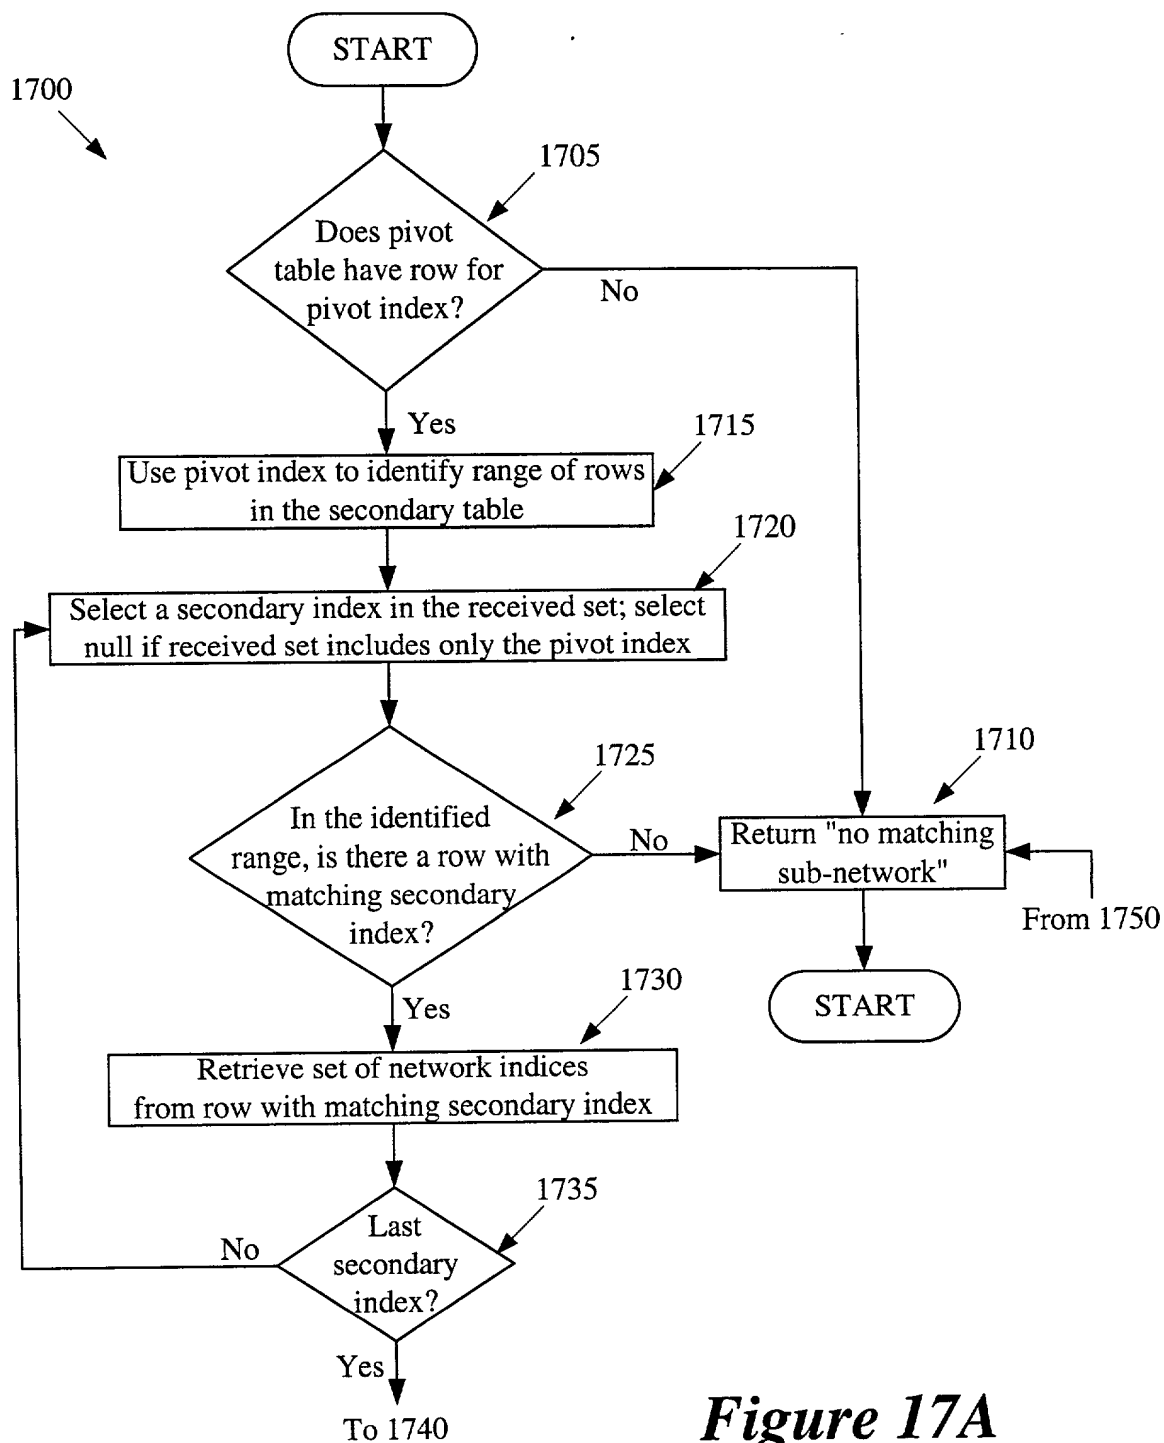 START
1700
1705
Does pivot
table have row for
pivot index?
No
Yes
1715
Use pivot index to identify range of rows
in the secondary table
1720
Select a secondary index in the received set; select
null if received set includes only the pivot index
1725
In the identified
range, is there a row with
matching secondary
index?
No
1710
Return "no matching
sub-network"
From 1750
START
Yes
1730
Retrieve set of network indices
from row with matching secondary index
1735
Last
secondary
index?
No
Yes
To 1740
Figure 17A